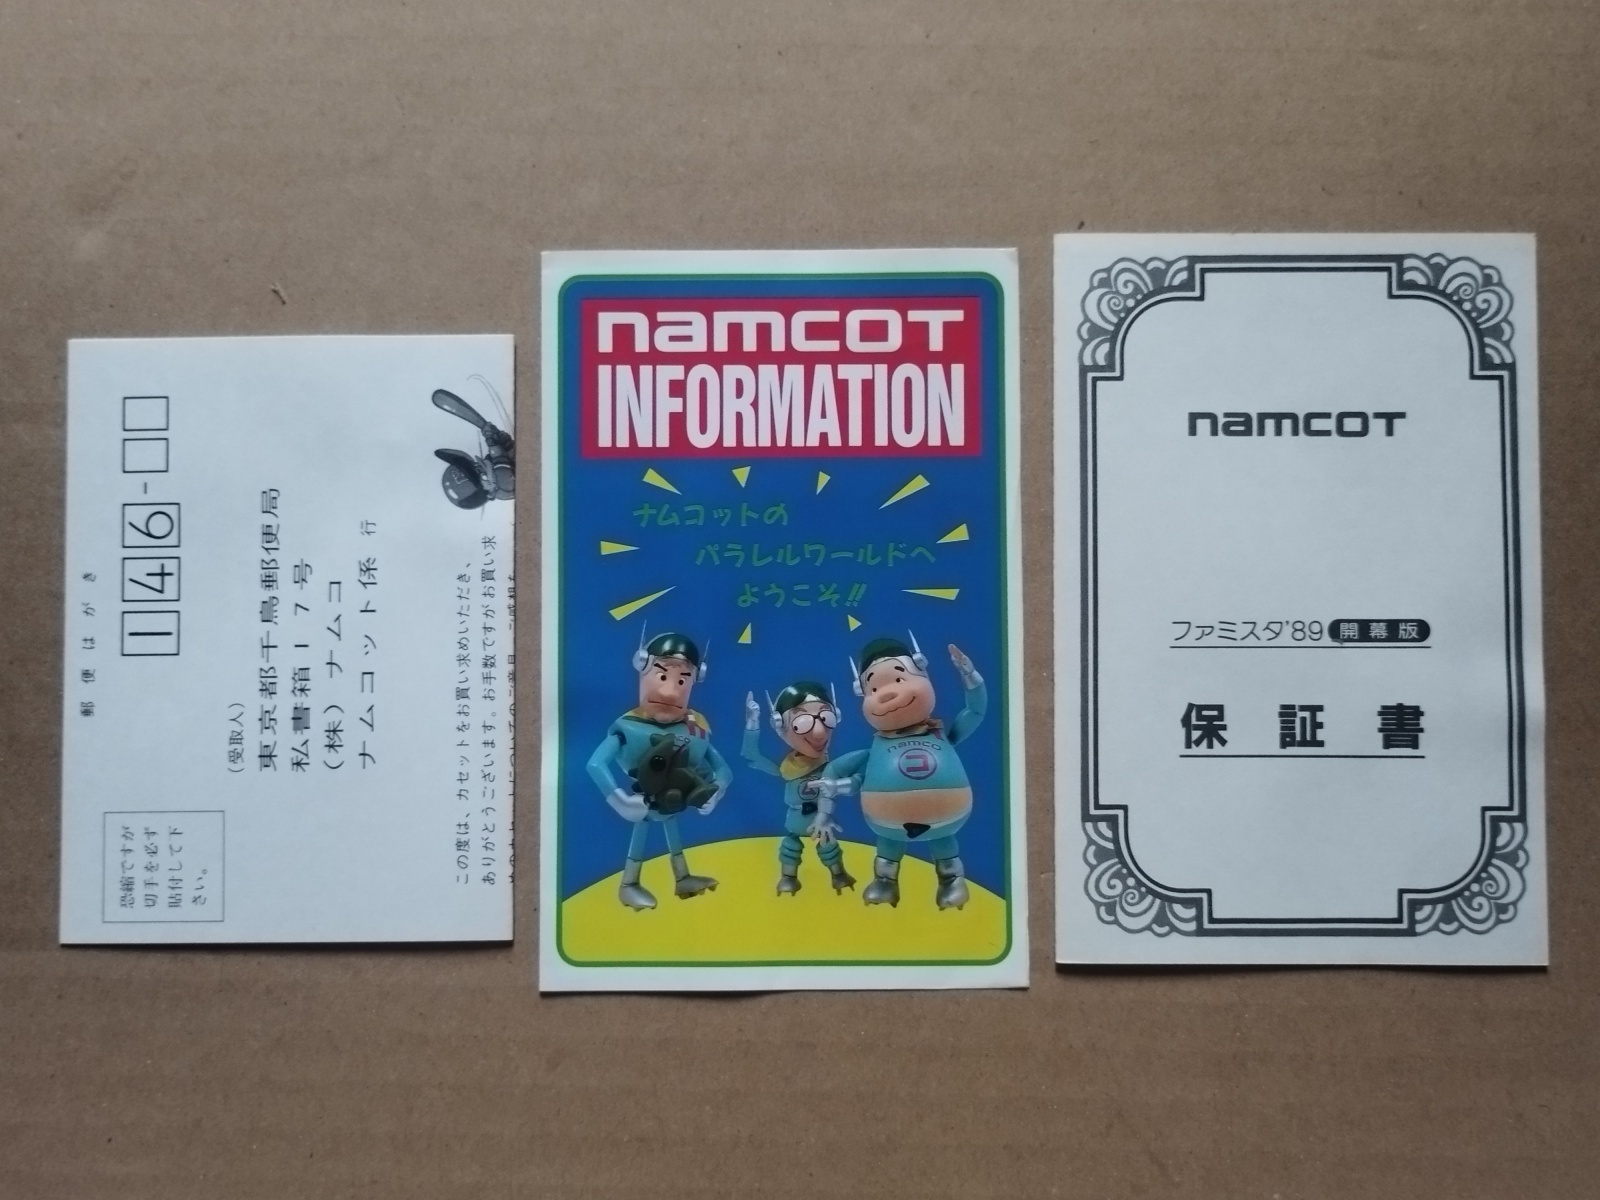 郵便はがき
146-
(受取人)
東京都千鳥郵便局
私書箱17号
(株)ナムコ
ナムコット係 行
恐縮ですが
切手を必ず
貼付して下
さい。
この度は、カセットをお買い求めいただき、
ありがとうございます。お手数ですがお買い求
namcoT
INFORMATION
ナムコットの
パラレルワールドへ
ようこそ!!
namco
コ
namcoT
ファミスタ'89 開幕版
保証書